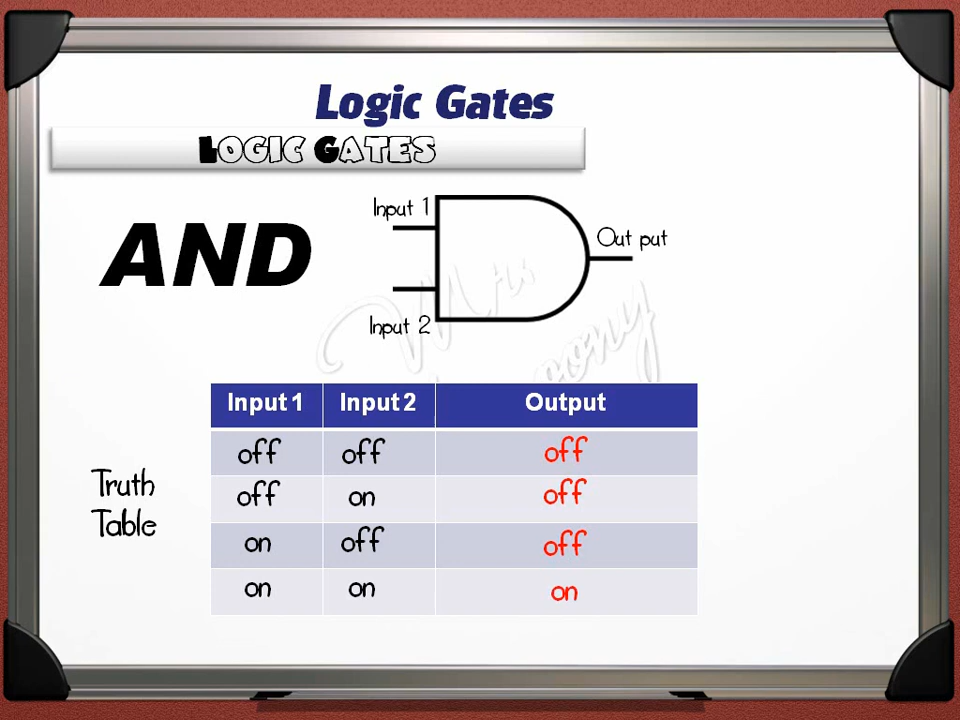 Logic Gates
Logic Gates
AND
Input 1
Out put
Input 2
Mrs
Input 1 Input 2 Output
off off off
off on off
on off off
on on on
Truth
Table